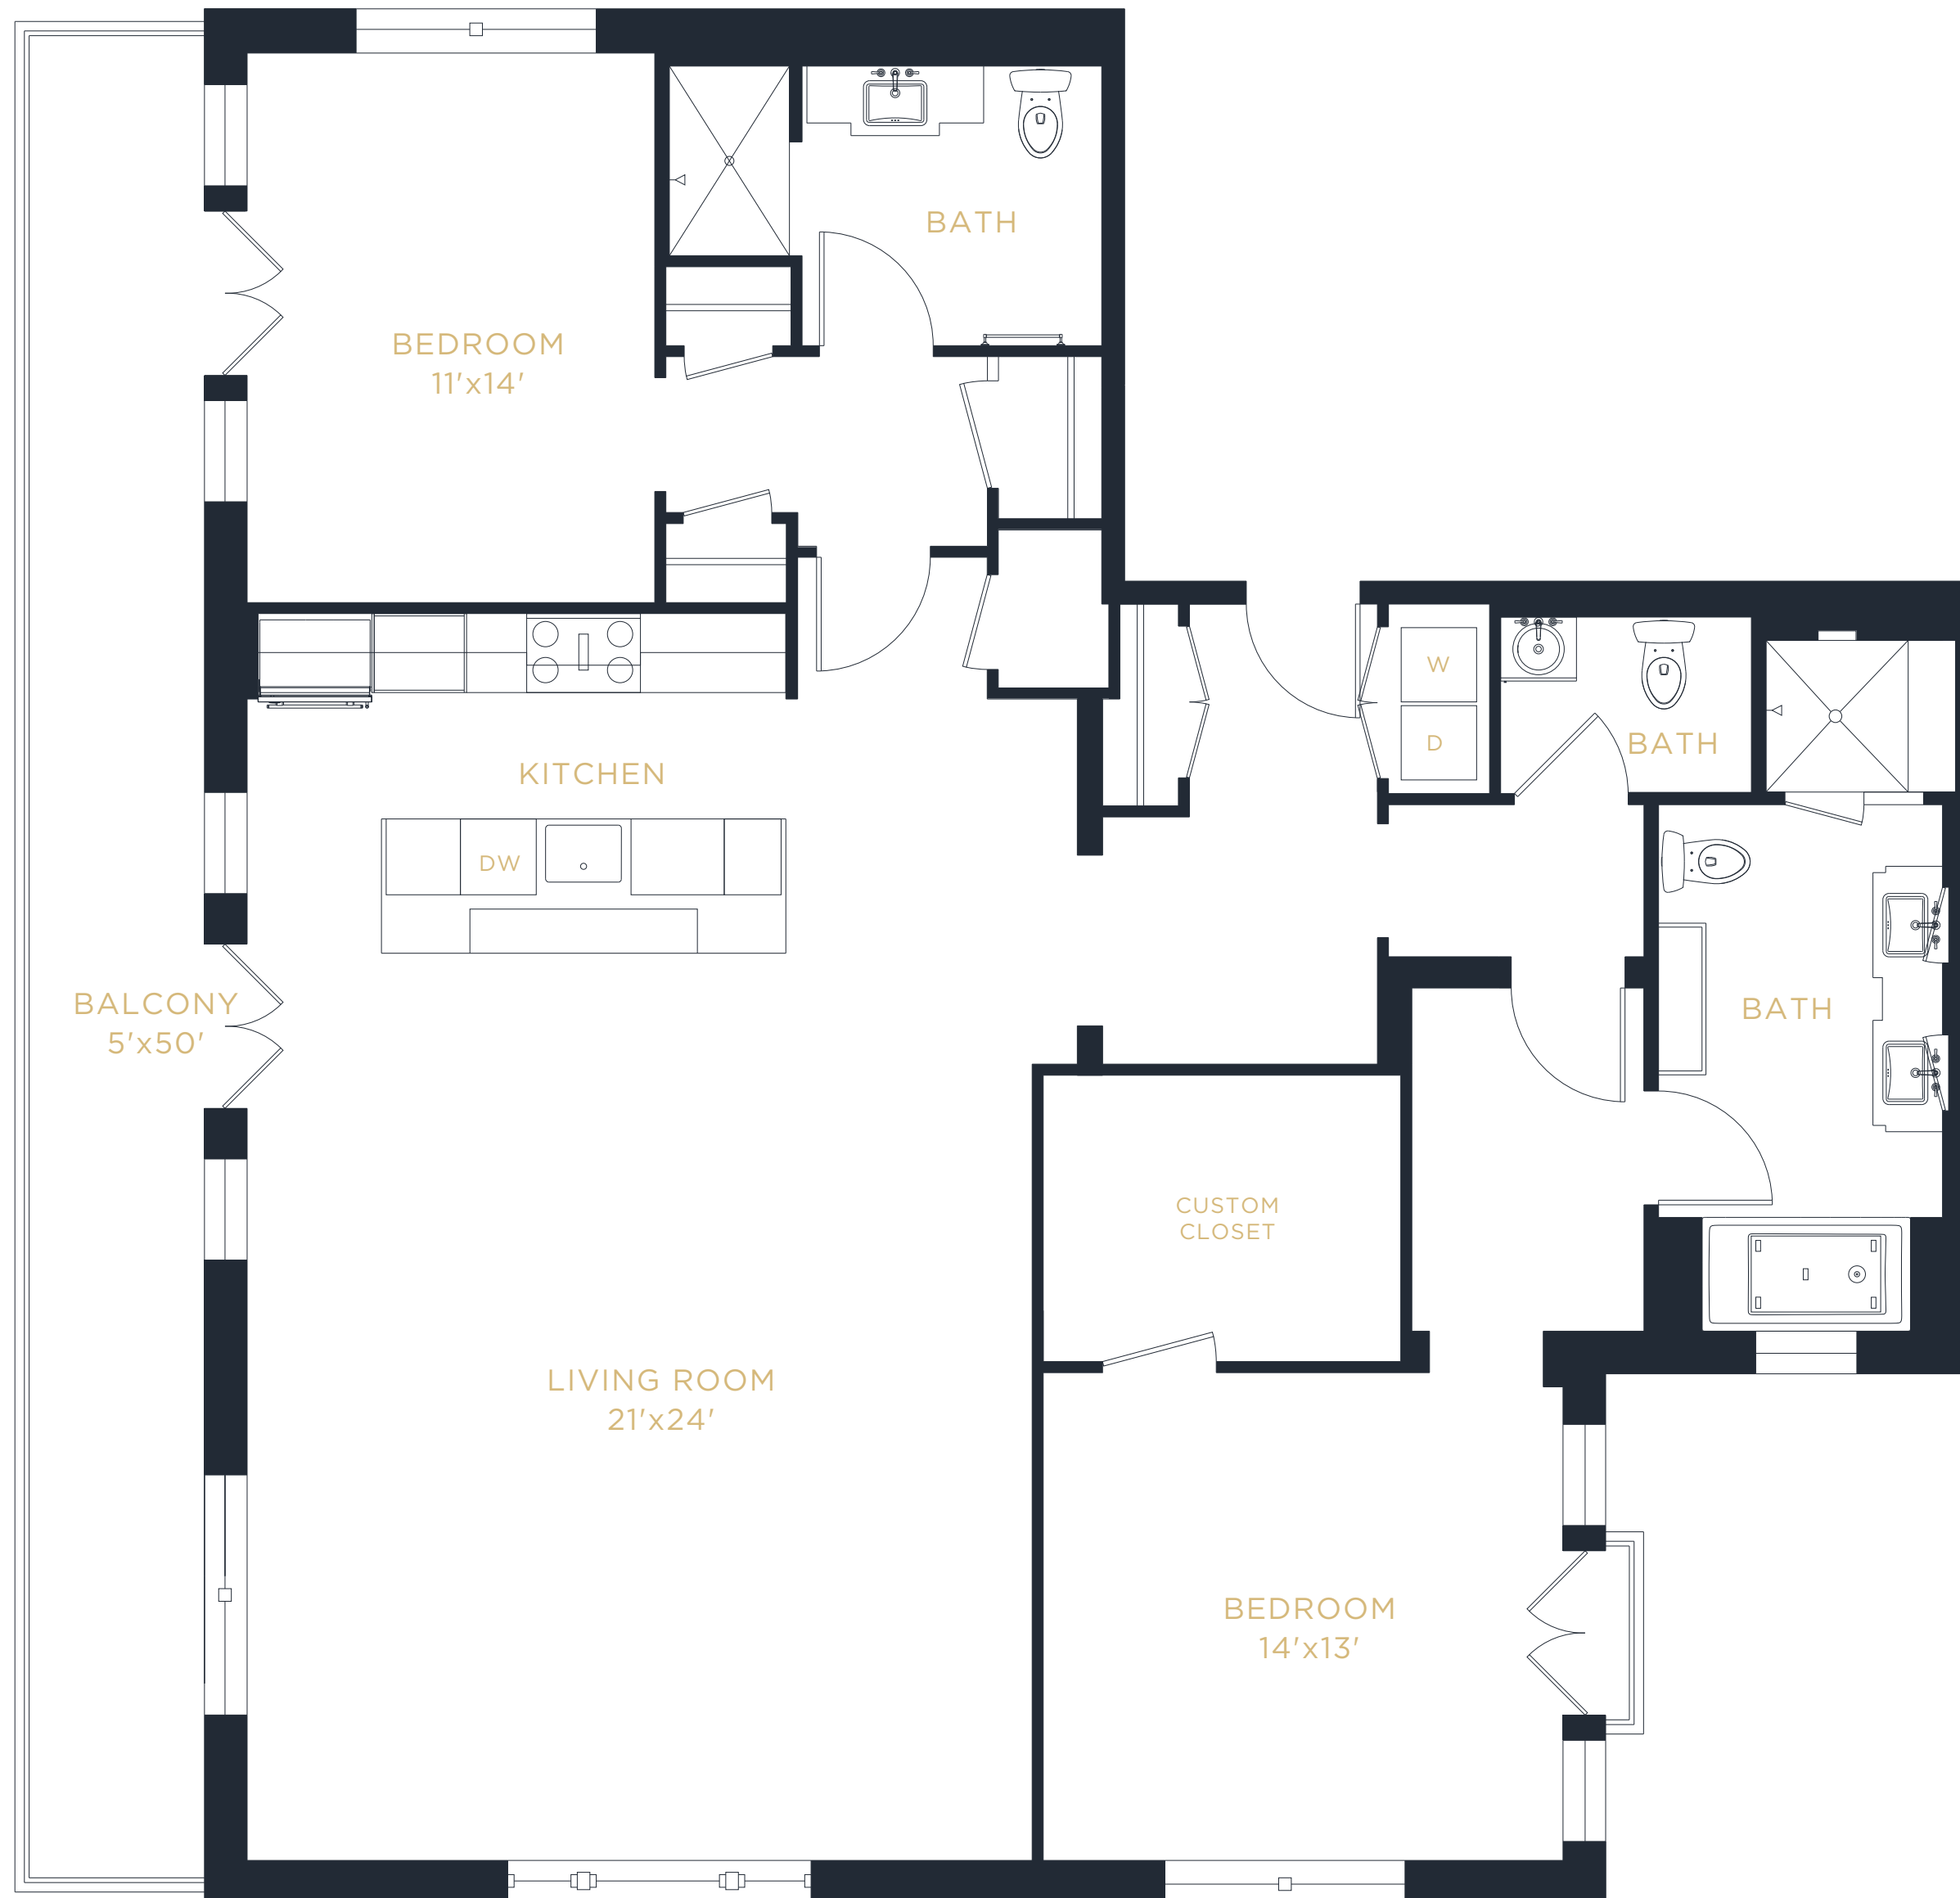 BATH
BEDROOM
11'x14'
W
D
BATH
KITCHEN
DW
BALCONY
5'x50'
BATH
CUSTOM
CLOSET
LIVING ROOM
21'x24'
BEDROOM
14'x13'